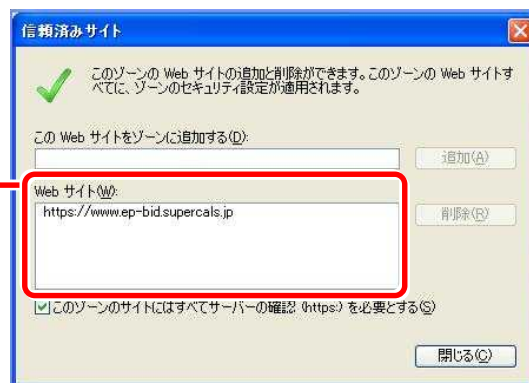 信頼済みサイト
このゾーンの Web サイトの追加と削除ができます。このゾーンの Web サイトす
べてに、ゾーンのセキュリティ設定が適用されます。
この Web サイトをゾーンに追加する(D):
追加(A)
Web サイト(W):
https://www.ep-bid.supercals.jp
削除(R)
このゾーンのサイトにはすべてサーバーの確認 (https:) を必要とする(S)
閉じる(C)